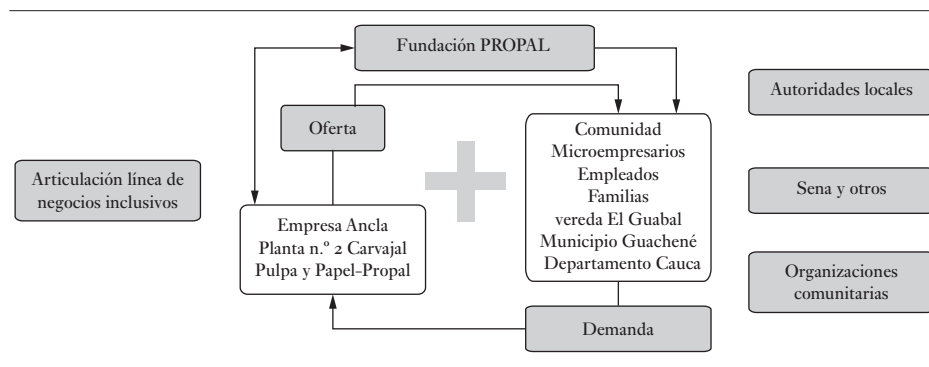 Fundación PROPAL
Oferta
Articulación línea de
negocios inclusivos
Empresa Ancla
Planta n.º 2 Carvajal
Pulpa y Papel-Propal
Comunidad
Microempresarios
Empleados
Familias
vereda El Guabal
Municipio Guachené
Departamento Cauca
Demanda
Autoridades locales
Sena y otros
Organizaciones
comunitarias